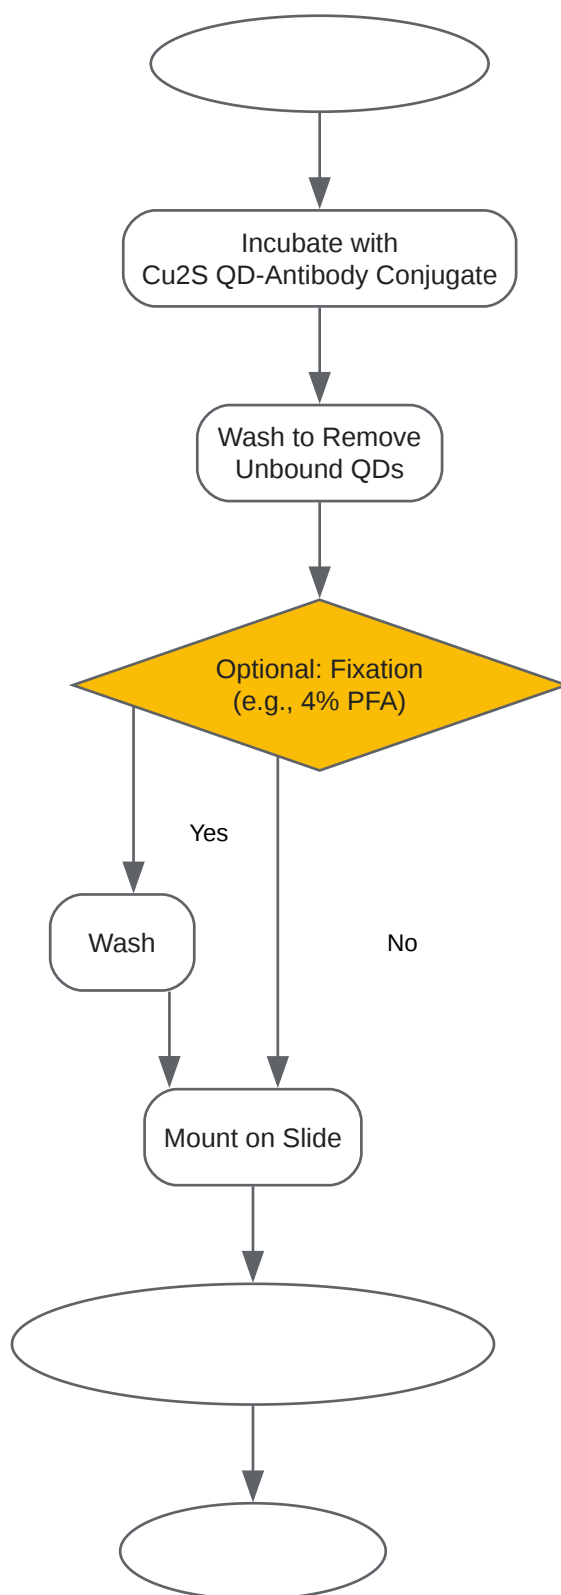 Incubate with
Cu2S QD-Antibody Conjugate
Wash to Remove
Unbound QDs
Optional: Fixation
(e.g., 4% PFA)
Yes
Wash
No
Mount on Slide